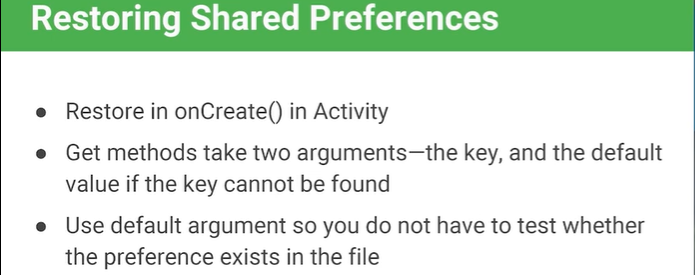 Restoring Shared Preferences
● Restore in onCreate() in Activity
● Get methods take two arguments—the key, and the default
value if the key cannot be found
● Use default argument so you do not have to test whether
the preference exists in the file